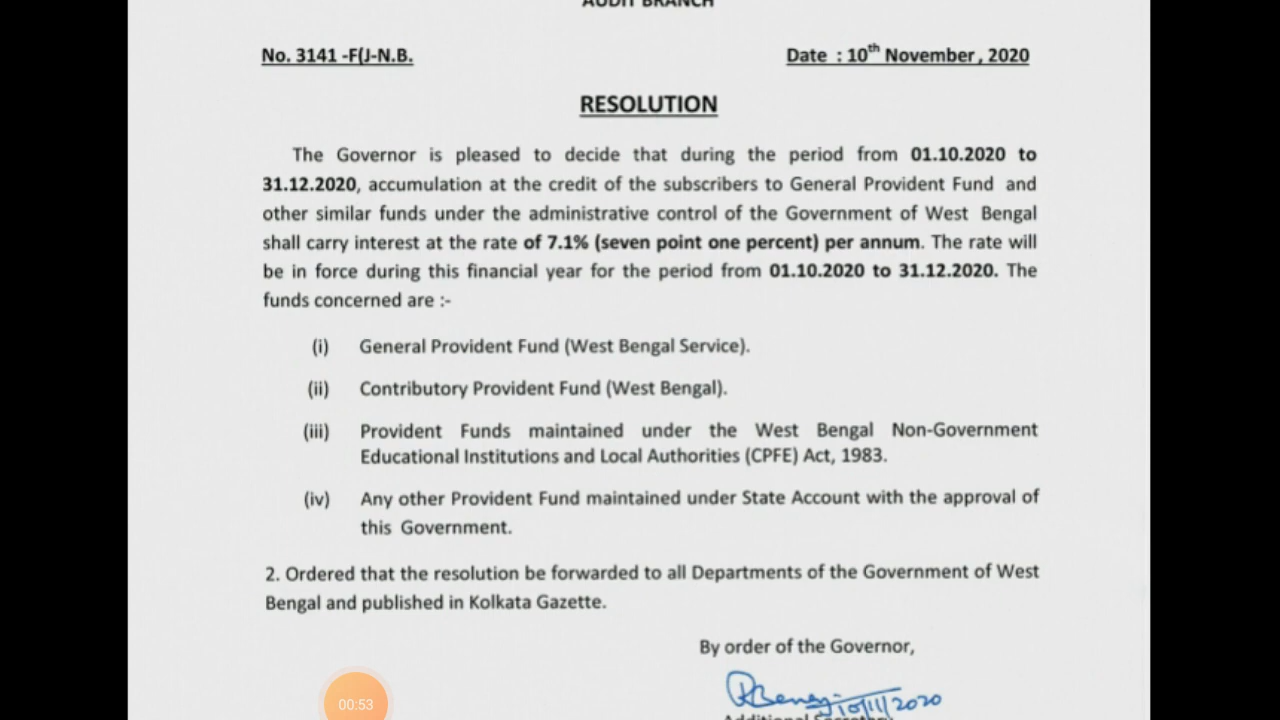 AUDIT BRANCH
No. 3141 -F(J-N.B.
Date : 10th November, 2020
RESOLUTION
The Governor is pleased to decide that during the period from 01.10.2020 to
31.12.2020, accumulation at the credit of the subscribers to General Provident Fund and
other similar funds under the administrative control of the Government of West Bengal
shall carry interest at the rate of 7.1% (seven point one percent) per annum. The rate will
be in force during this financial year for the period from 01.10.2020 to 31.12.2020. The
funds concerned are :-
(i) General Provident Fund (West Bengal Service).
(ii) Contributory Provident Fund (West Bengal).
(iii) Provident Funds maintained under the West Bengal Non-Government
Educational Institutions and Local Authorities (CPFE) Act, 1983.
(iv) Any other Provident Fund maintained under State Account with the approval of
this Government.
2. Ordered that the resolution be forwarded to all Departments of the Government of West
Bengal and published in Kolkata Gazette.
By order of the Governor,
10/11/2020
Additional Secretary
00:53